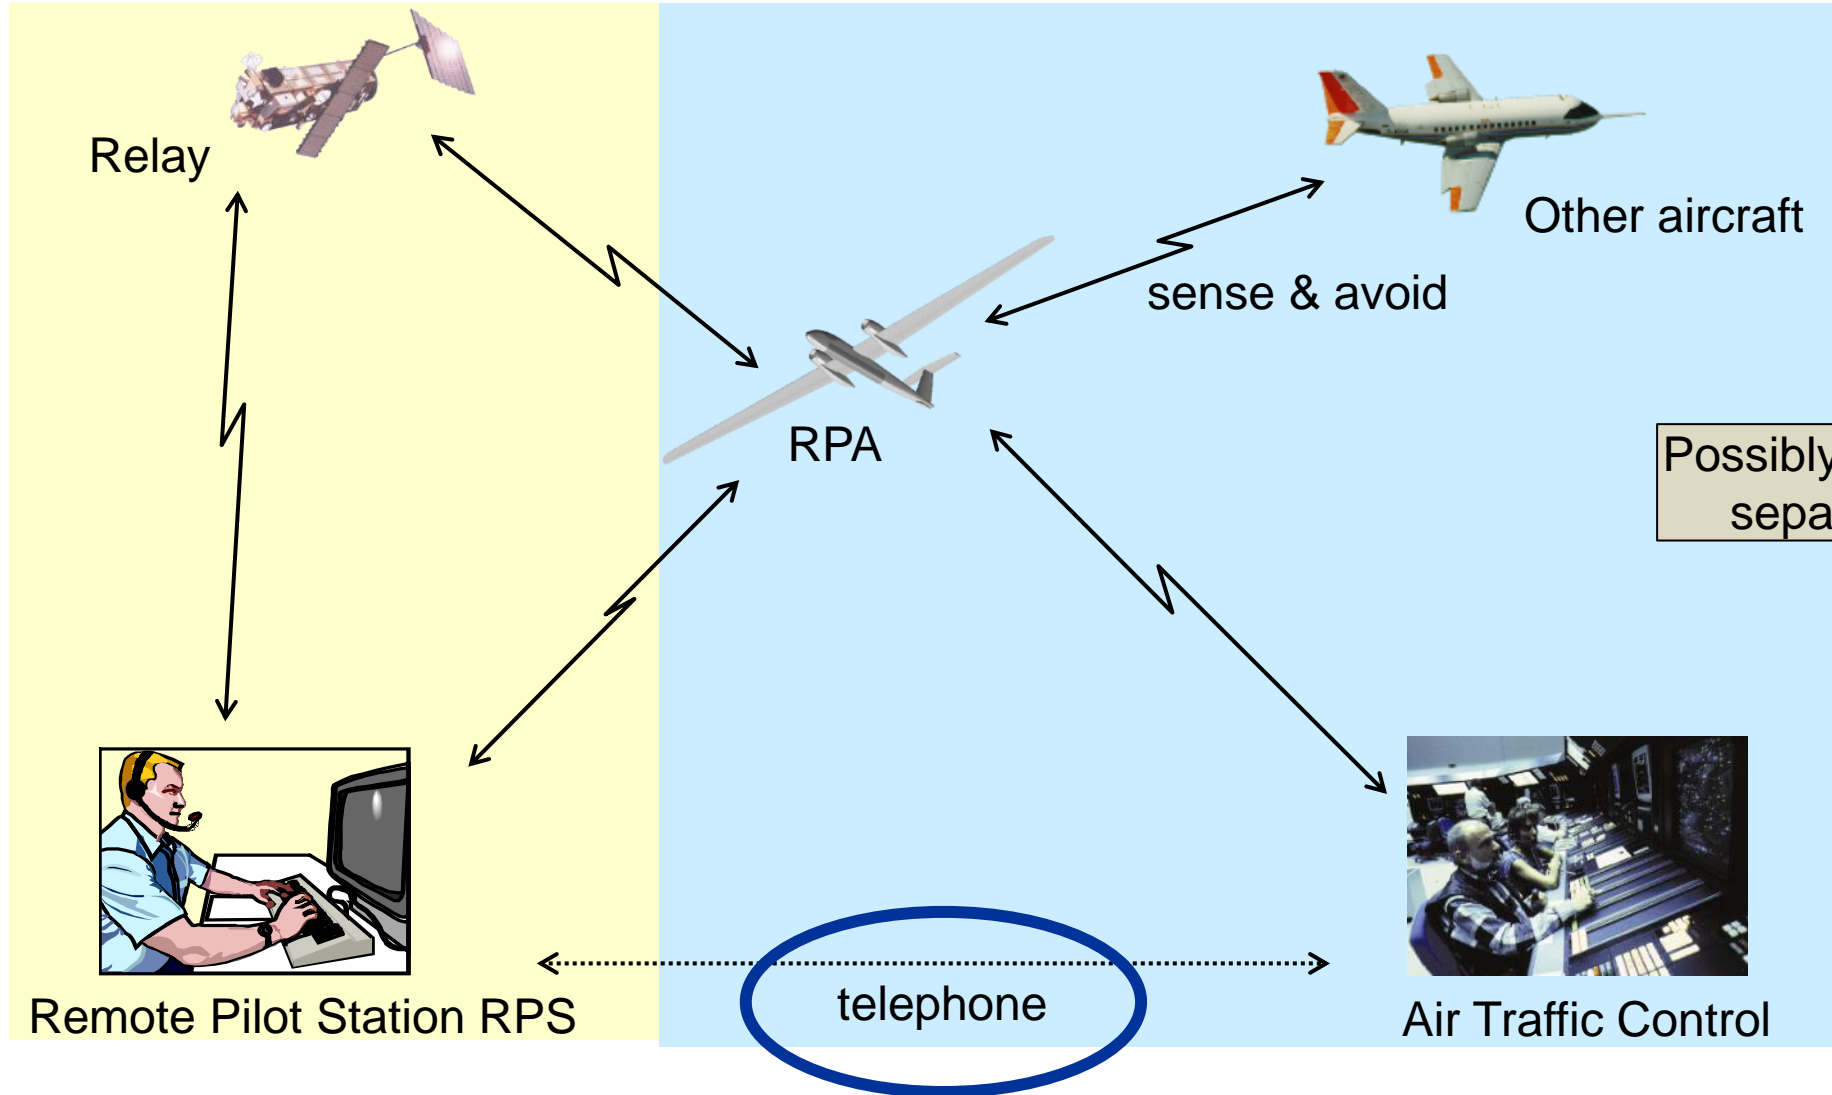 Relay
Other aircraft
sense & avoid
RPA
Possibly
sepa
Remote Pilot Station RPS
telephone
Air Traffic Control